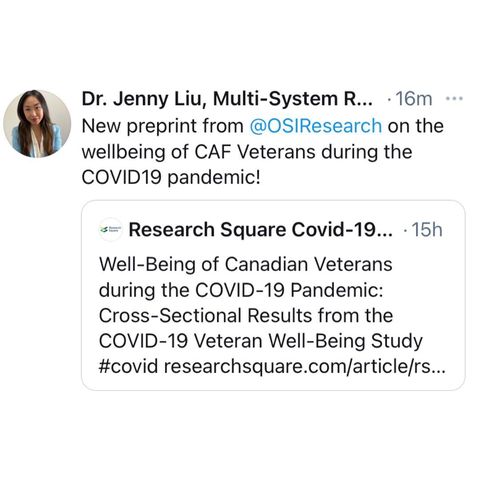 Dr. Jenny Liu, Multi-System R... · 16m ...
New preprint from @OSIResearch on the
wellbeing of CAF Veterans during the
COVID19 pandemic!
Research Square Covid-19... · 15h
Well-Being of Canadian Veterans
during the COVID-19 Pandemic:
Cross-Sectional Results from the
COVID-19 Veteran Well-Being Study
#covid researchsquare.com/article/rs...